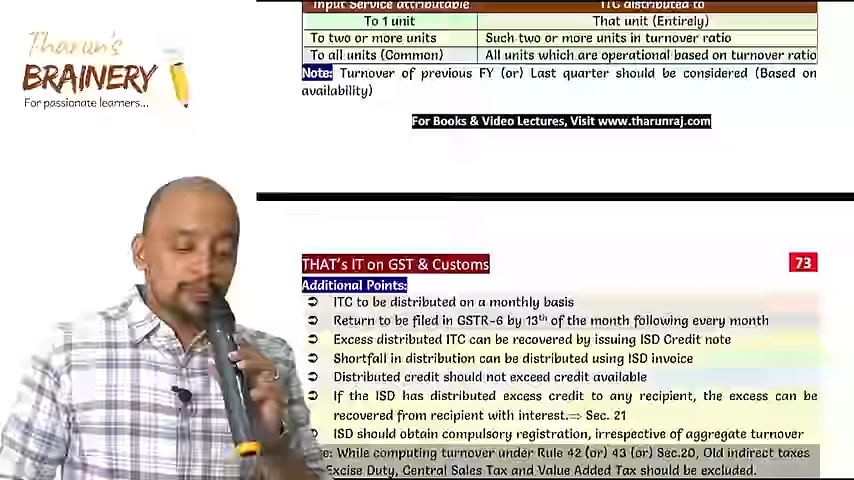 Input Service attributable
ITC distributed to
To 1 unit
That unit (Entirely)
To two or more units
Such two or more units in turnover ratio
To all units (Common)
All units which are operational based on turnover ratio
Note: Turnover of previous FY (or) Last quarter should be considered (Based on
availability)
For Books & Video Lectures, Visit www.tharunraj.com
Tharun's
BRAINERY
For passionate learners...
THAT's IT on GST & Customs
73
Additional Points:
➲ ITC to be distributed on a monthly basis
➲ Return to be filed in GSTR-6 by 13th of the month following every month
➲ Excess distributed ITC can be recovered by issuing ISD Credit note
➲ Shortfall in distribution can be distributed using ISD invoice
➲ Distributed credit should not exceed credit available
➲ If the ISD has distributed excess credit to any recipient, the excess can be
recovered from recipient with interest.⇒ Sec. 21
➲ ISD should obtain compulsory registration, irrespective of aggregate turnover
e: While computing turnover under Rule 42 (or) 43 (or) Sec.20, Old indirect taxes
Excise Duty, Central Sales Tax and Value Added Tax should be excluded.